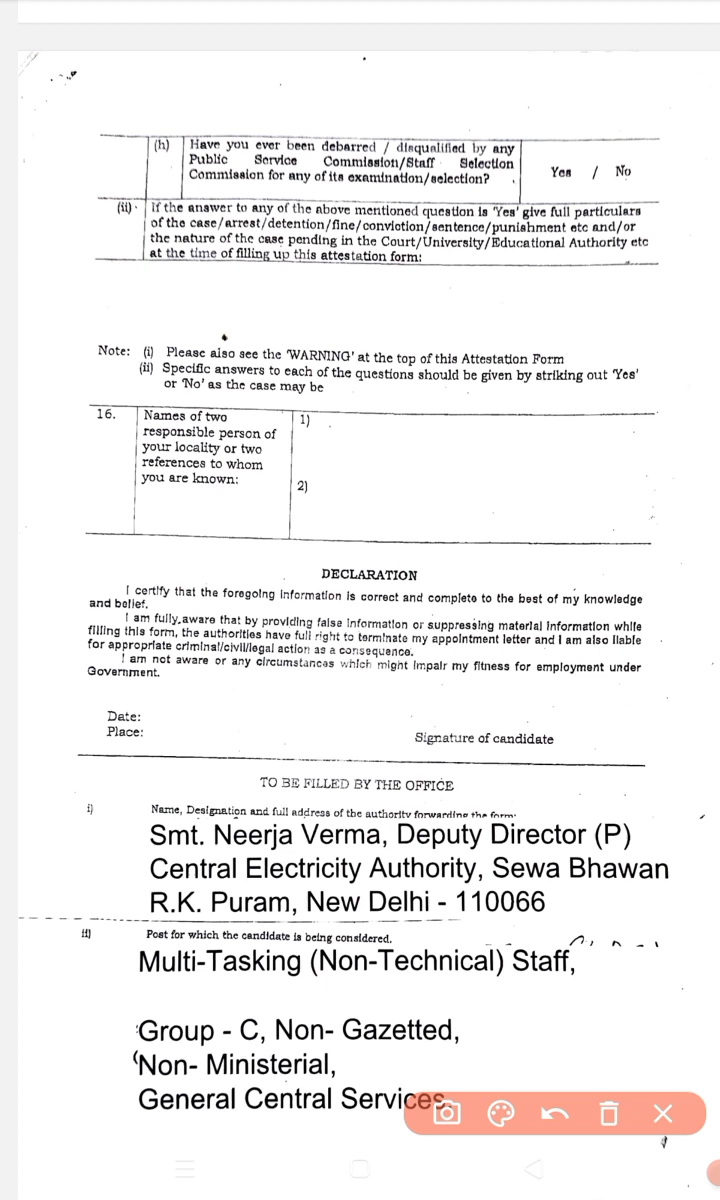 (h) Have you ever been debarred / disqualified by any
Public Service Commission/Staff Selection
Commission for any of its examination/selection?
Yes / No
(ii) If the answer to any of the above mentioned question is 'Yes' give full particulars
of the case/arrest/detention/fine/conviction/sentence/punishment etc and/or
the nature of the case pending in the Court/University/Educational Authority etc
at the time of filling up this attestation form:
Note: (i) Please also see the 'WARNING' at the top of this Attestation Form
(ii) Specific answers to each of the questions should be given by striking out 'Yes'
or 'No' as the case may be
16. Names of two
responsible person of
your locality or two
references to whom
you are known:
1)
2)
DECLARATION
I certify that the foregoing information is correct and complete to the best of my knowledge
and belief.
I am fully aware that by providing false information or suppressing material information while
filling this form, the authorities have full right to terminate my appointment letter and I am also liable
for appropriate criminal/civil/legal action as a consequence.
I am not aware or any circumstances which might impair my fitness for employment under
Government.
Date:
Place:
Signature of candidate
TO BE FILLED BY THE OFFICE
i) Name, Designation and full address of the authority forwarding the form:
Smt. Neerja Verma, Deputy Director (P)
Central Electricity Authority, Sewa Bhawan
R.K. Puram, New Delhi - 110066
ii) Post for which the candidate is being considered.
Multi-Tasking (Non-Technical) Staff,
Group - C, Non- Gazetted,
Non- Ministerial,
General Central Services